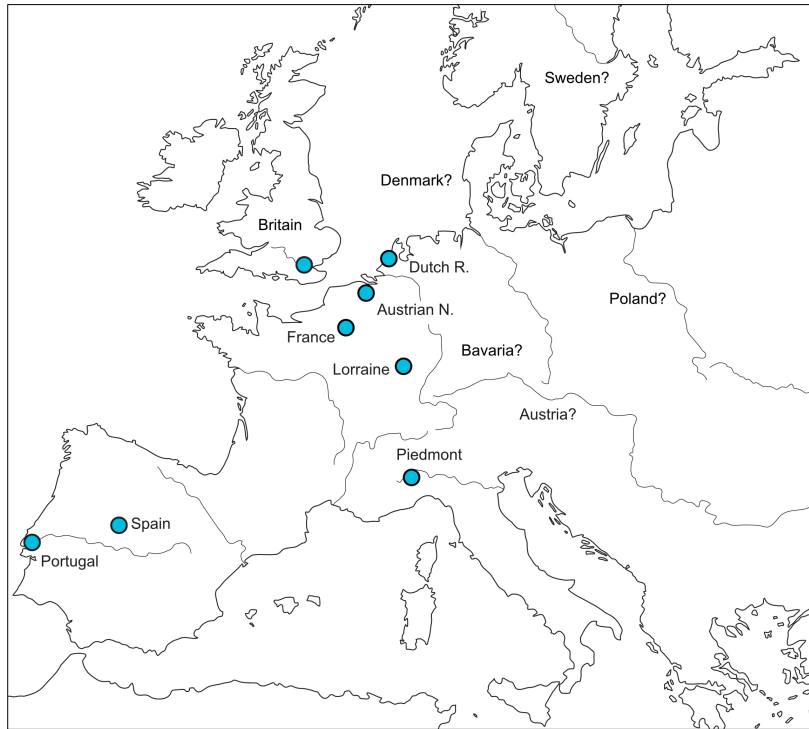 Sweden?
Denmark?
Britain
Dutch R.
Poland?
Austrian N.
France
Bavaria?
Lorraine
Austria?
Piedmont
Spain
Portugal